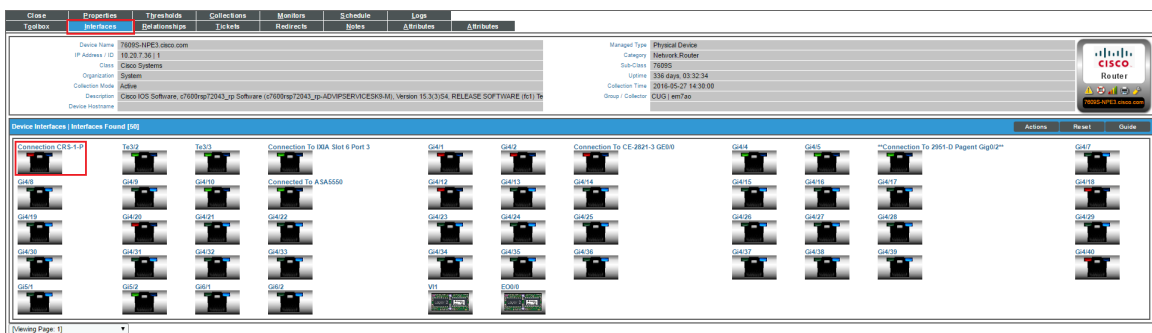 Close Properties Thresholds Collections Monitors Schedule Logs
Toolbox Interfaces Relationships Tickets Redirects Notes Attributes Attributes
Device Name 7609S-NPE3.cisco.com Managed Type Physical Device
IP Address / ID 10.20.7.36 | 1 Category Network.Router
Class Cisco Systems Sub-Class 7609S
Organization System Uptime 336 days, 03:32:34
Collection Mode Active Collection Time 2016-05-27 14:30:00
Description Cisco IOS Software, c7600rsp72043_rp Software (c7600rsp72043_rp-ADVIPSERVICESK9-M), Version 15.3(3)S4, RELEASE SOFTWARE (fc1) Te Group / Collector CUG | em7ao
Device Hostname
CISCO
Router
7609S-NPE3.cisco.com
Device Interfaces | Interfaces Found [50] Actions Reset Guide
Connection CRS-1-P Te3/2 Te3/3 Connection To IXIA Slot 6 Port 3 Gi4/1 Gi4/2 Connection To CE-2821-3 GE0/0 Gi4/4 Gi4/5 **Connection To 2951-D Pagent Gig0/2** Gi4/7
Gi4/8 Gi4/9 Gi4/10 Connected To ASA5550 Gi4/12 Gi4/13 Gi4/14 Gi4/15 Gi4/16 Gi4/17 Gi4/18
Gi4/19 Gi4/20 Gi4/21 Gi4/22 Gi4/23 Gi4/24 Gi4/25 Gi4/26 Gi4/27 Gi4/28 Gi4/29
Gi4/30 Gi4/31 Gi4/32 Gi4/33 Gi4/34 Gi4/35 Gi4/36 Gi4/37 Gi4/38 Gi4/39 Gi4/40
Gi5/1 Gi5/2 Gi6/1 Gi6/2 Vl1 EO0/0
[Viewing Page: 1]